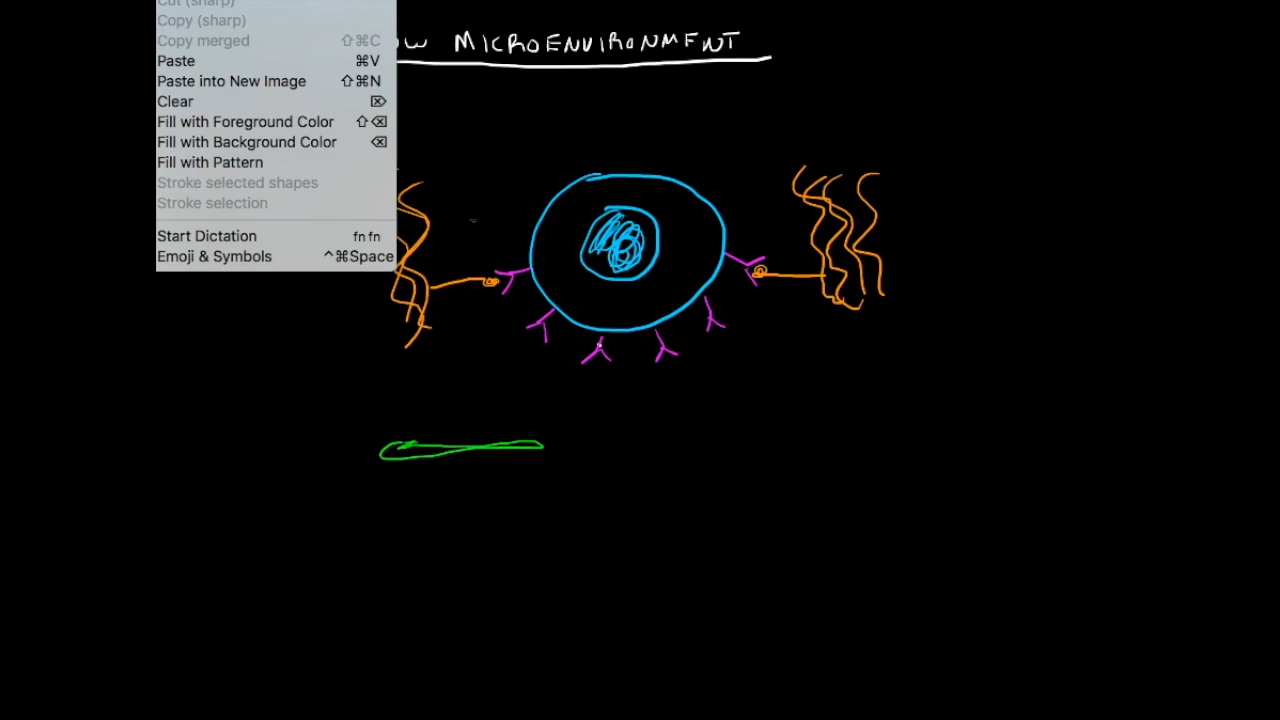 Cut (sharp)
Copy (sharp)
Copy merged ⇧⌘C
Paste ⌘V
Paste into New Image ⇧⌘N
Clear ⌦
Fill with Foreground Color ⇧⌫
Fill with Background Color ⌫
Fill with Pattern
Stroke selected shapes
Stroke selection
Start Dictation fn fn
Emoji & Symbols ^⌘Space
OW MICROENVIRONMENT